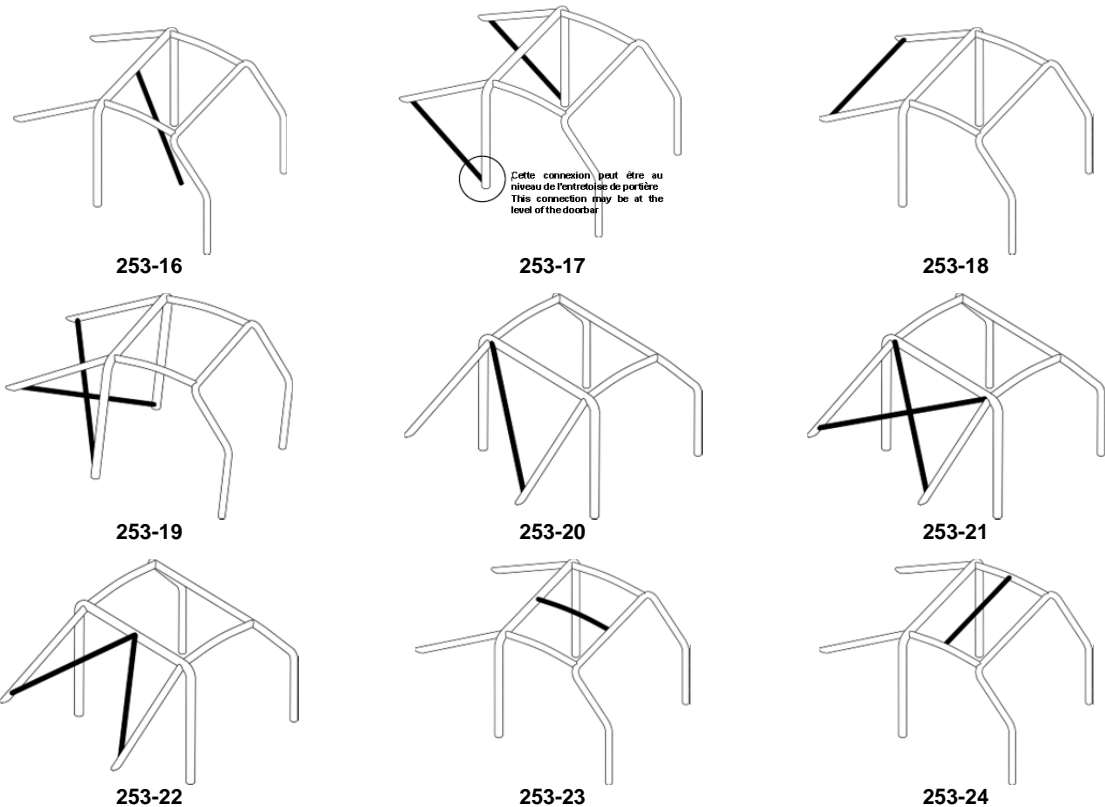 Cette connexion peut être au
niveau de l'entretoise de portière
This connection may be at the
level of the doorbar
253-16
253-17
253-18
253-19
253-20
253-21
253-22
253-23
253-24